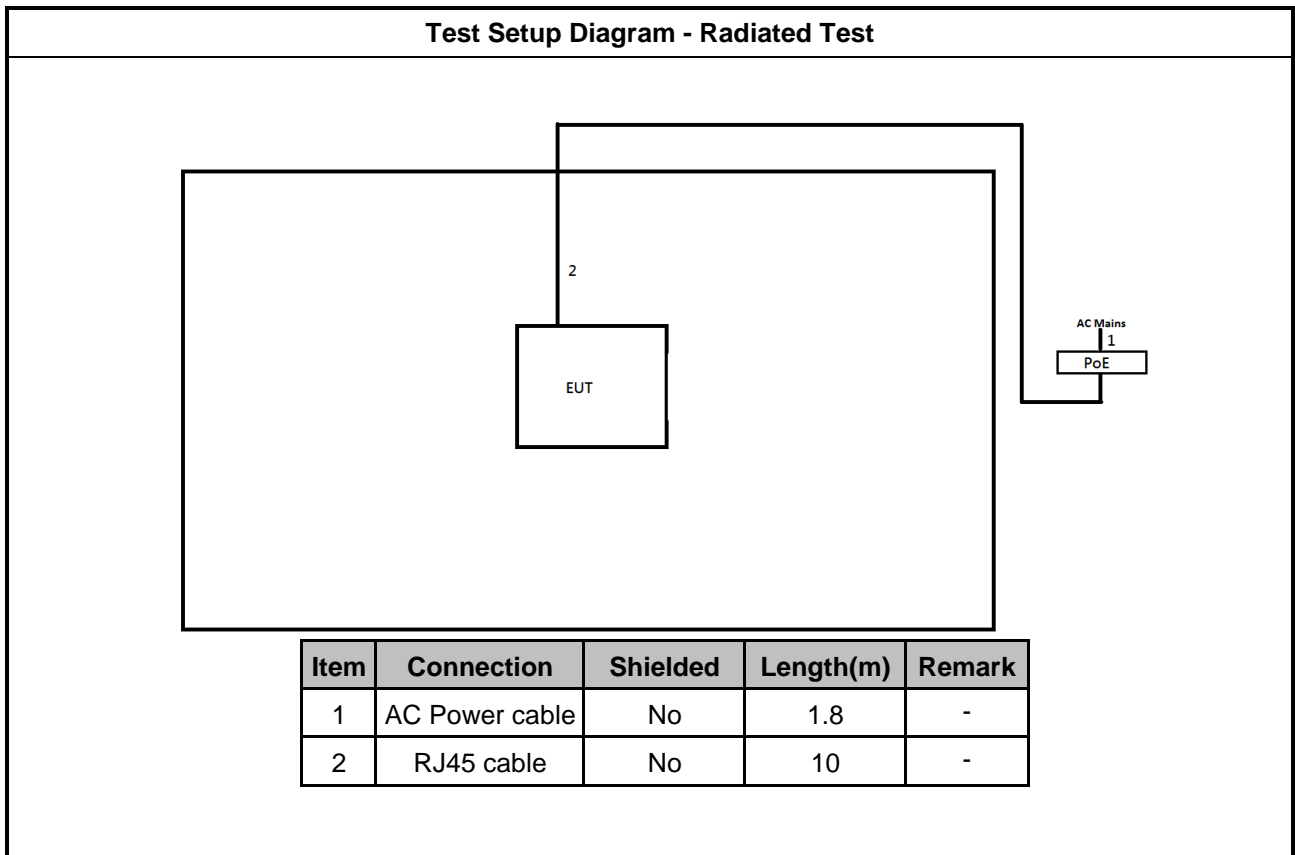 Test Setup Diagram - Radiated Test
2
AC Mains
1
PoE
EUT
Item Connection Shielded Length(m) Remark
1 AC Power cable No 1.8 -
2 RJ45 cable No 10 -